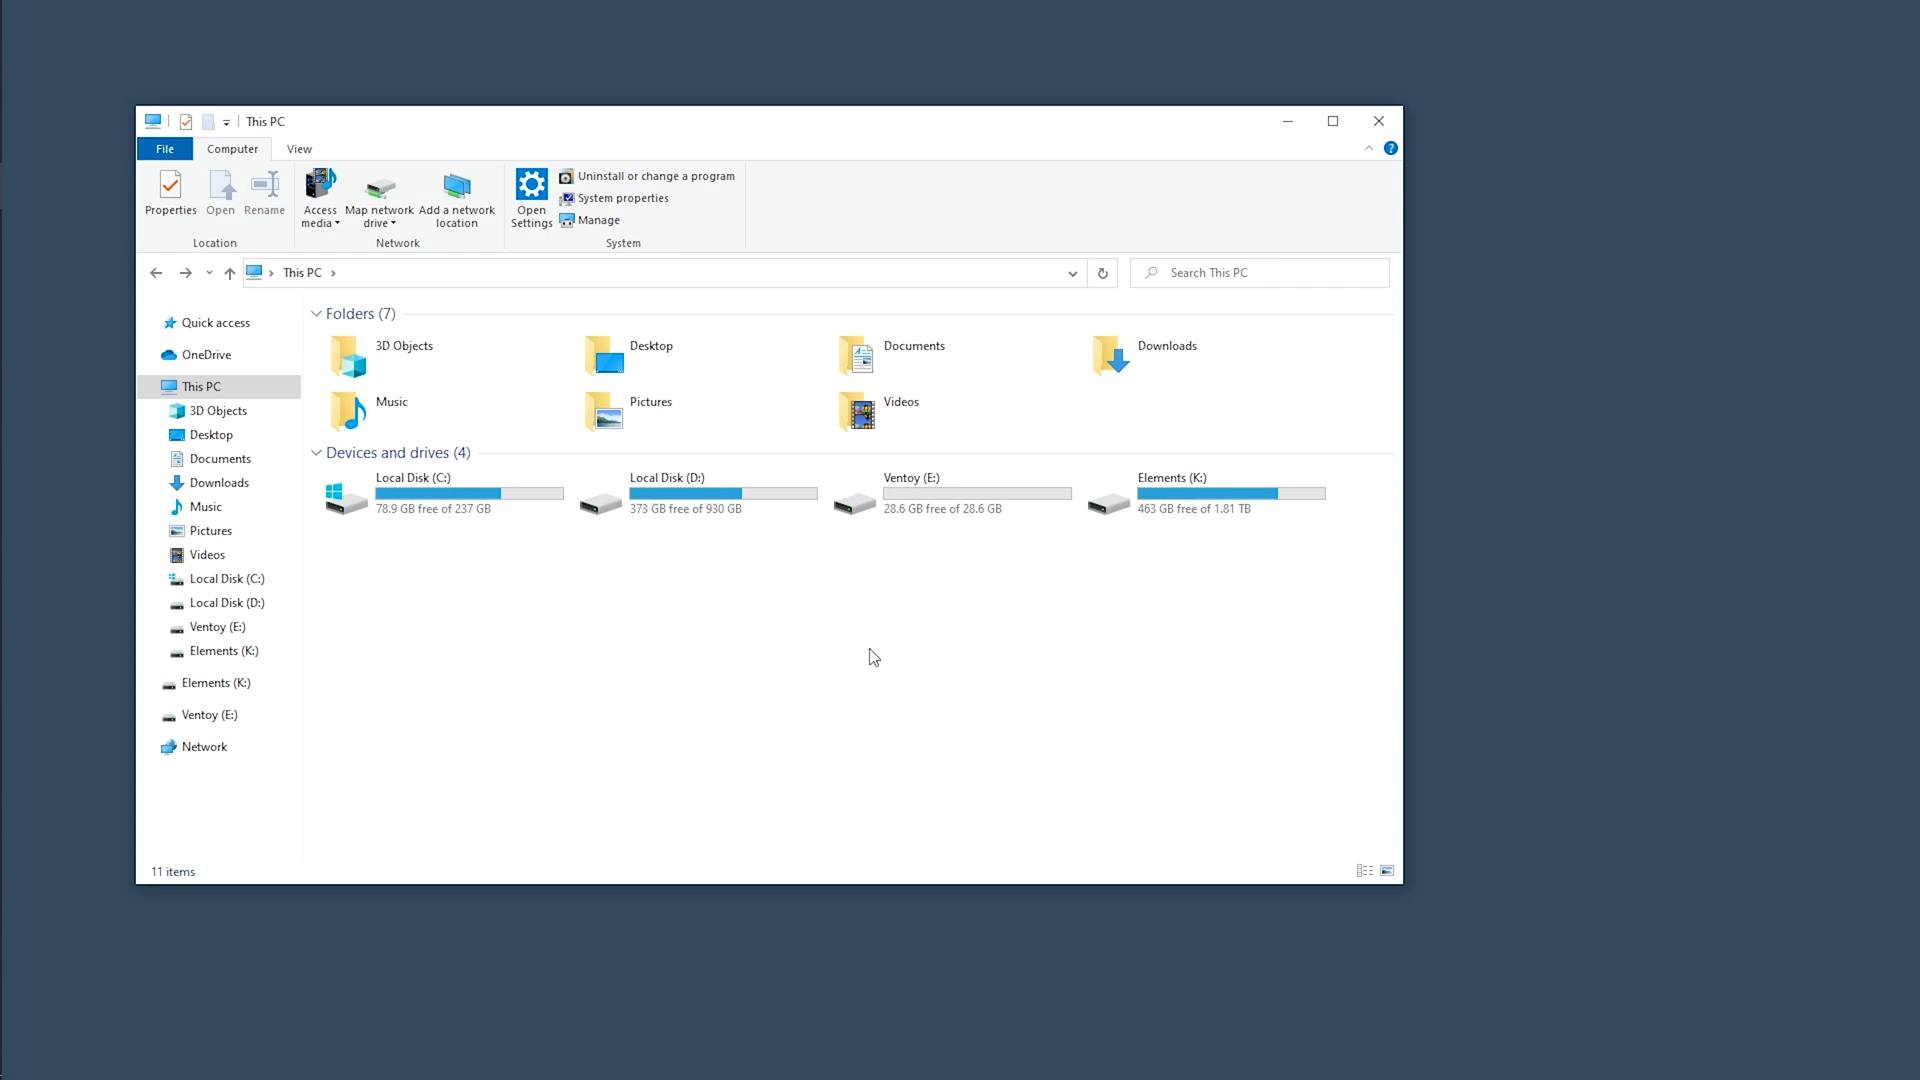 This PC
File Computer View
Properties Open Rename
Access media Map network drive Add a network location
Open Settings
Uninstall or change a program
System properties
Manage
Location Network System
This PC
Search This PC
Quick access
OneDrive
This PC
3D Objects
Desktop
Documents
Downloads
Music
Pictures
Videos
Local Disk (C:)
Local Disk (D:)
Ventoy (E:)
Elements (K:)
Elements (K:)
Ventoy (E:)
Network
Folders (7)
3D Objects Desktop Documents Downloads
Music Pictures Videos
Devices and drives (4)
Local Disk (C:) Local Disk (D:) Ventoy (E:) Elements (K:)
78.9 GB free of 237 GB 373 GB free of 930 GB 28.6 GB free of 28.6 GB 463 GB free of 1.81 TB
11 items